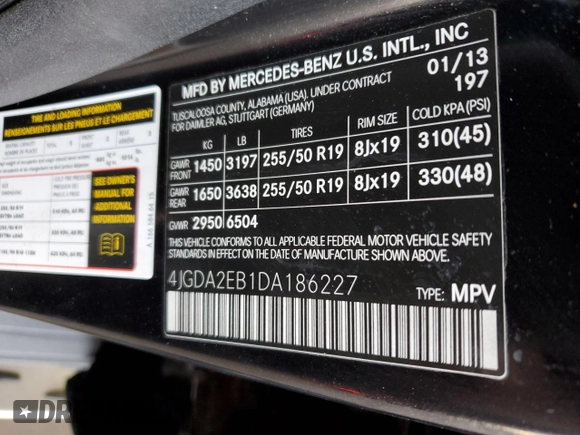 MFD BY MERCEDES-BENZ U.S. INTL., INC
TUSCALOOSA COUNTY, ALABAMA (USA). UNDER CONTRACT
FOR DAIMLER AG, STUTTGART (GERMANY)
01/13
197
KG LB TIRES RIM SIZE COLD KPA (PSI)
GAWR FRONT 1450 3197 255/50 R19 8Jx19 310(45)
GAWR REAR 1650 3638 255/50 R19 8Jx19 330(48)
GVWR 2950 6504
THIS VEHICLE CONFORMS TO ALL APPLICABLE FEDERAL MOTOR VEHICLE SAFETY
STANDARDS IN EFFECT ON THE DATE OF MANUFACTURE SHOWN ABOVE.
4JGDA2EB1DA186227
TYPE: MPV
TIRE AND LOADING INFORMATION
RENSEIGNEMENTS SUR LES PNEUS ET LE CHARGEMENT
SEE OWNER'S
MANUAL FOR
ADDITIONAL
INFORMATION